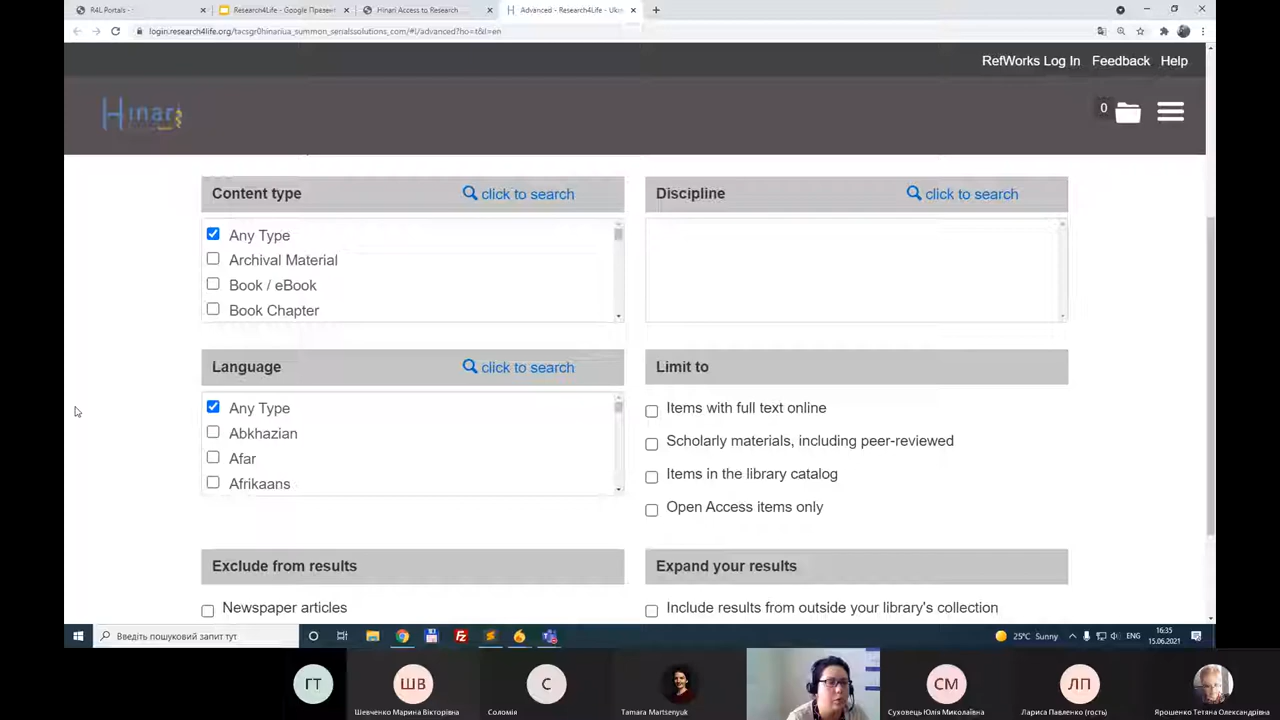 R4L Portals -
Research4Life - Google Презент
Hinari Access to Research
Advanced - Research4Life - Ukr
login.research4life.org/tacsgr0hinariua_summon_serialssolutions_com/#!/advanced?ho=t&l=en
RefWorks Log In Feedback Help
Hinari
0
Content type click to search
Discipline click to search
Any Type
Archival Material
Book / eBook
Book Chapter
Language click to search
Limit to
Any Type
Abkhazian
Afar
Afrikaans
Items with full text online
Scholarly materials, including peer-reviewed
Items in the library catalog
Open Access items only
Exclude from results
Expand your results
Newspaper articles
Include results from outside your library's collection
Введіть пошуковий запит тут
25°C Sunny
ENG
16:35
15.06.2021
ГТ
ШВ
С
СМ
ЛП
Шевченко Марина Вікторівна
Соломія
Tamara Martsenyuk
Суховець Юлія Миколаївна
Лариса Павленко (гость)
Ярошенко Тетяна Олександрівна